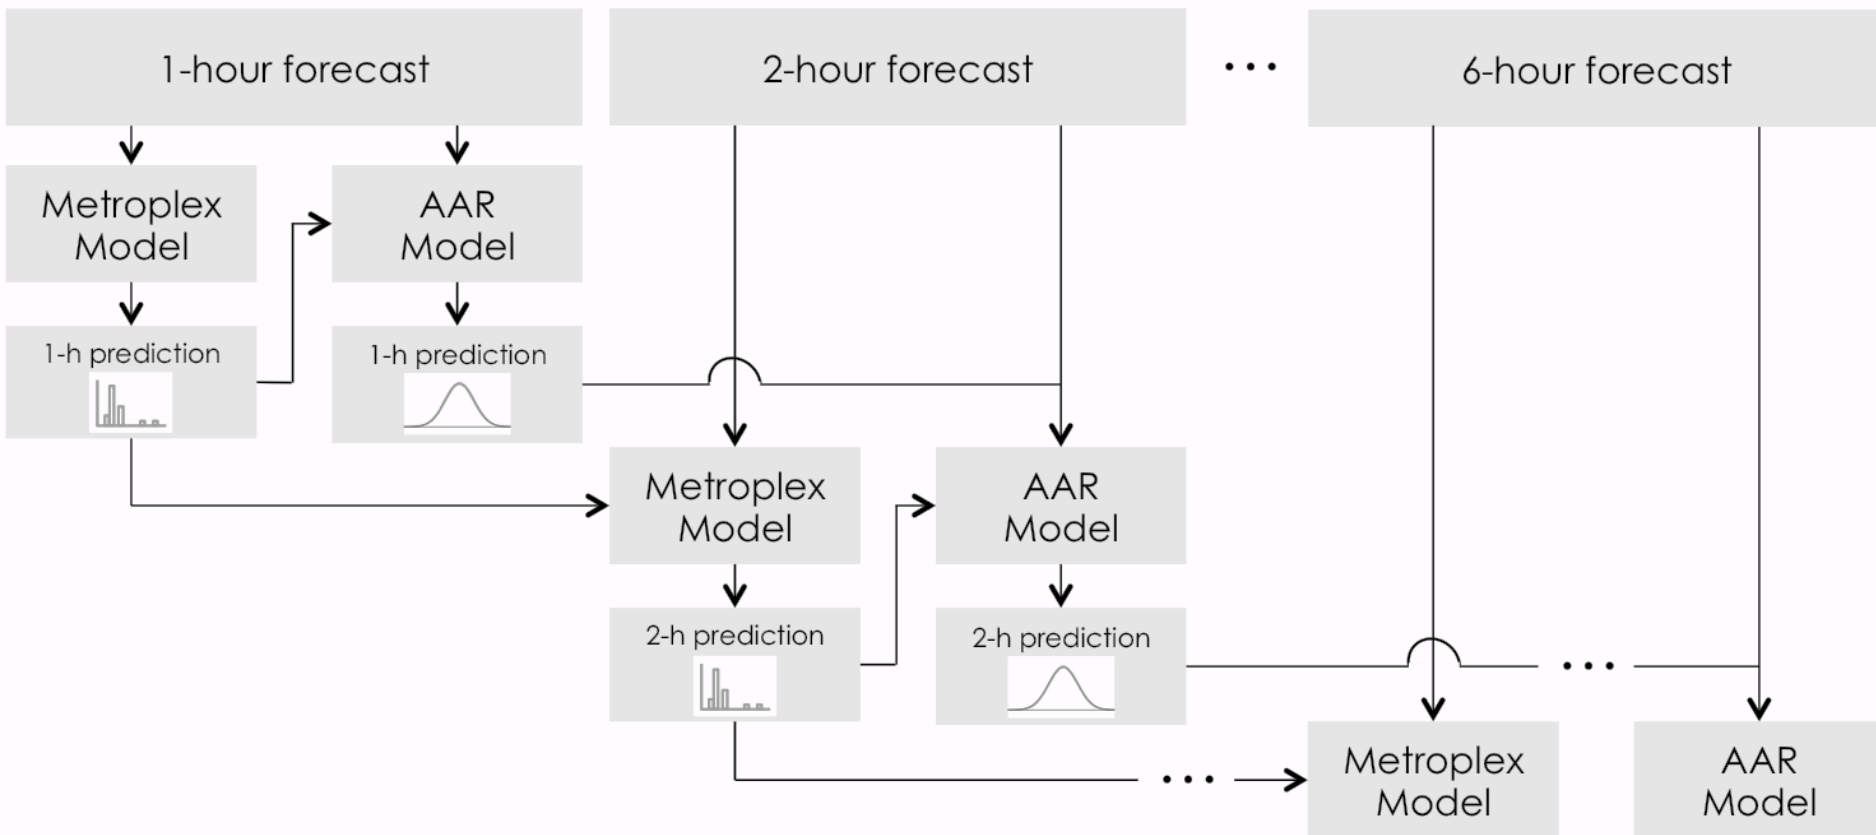 1-hour forecast
2-hour forecast
...
6-hour forecast
Metroplex
Model
AAR
Model
1-h prediction
1-h prediction
Metroplex
Model
AAR
Model
2-h prediction
2-h prediction
...
Metroplex
Model
AAR
Model
...